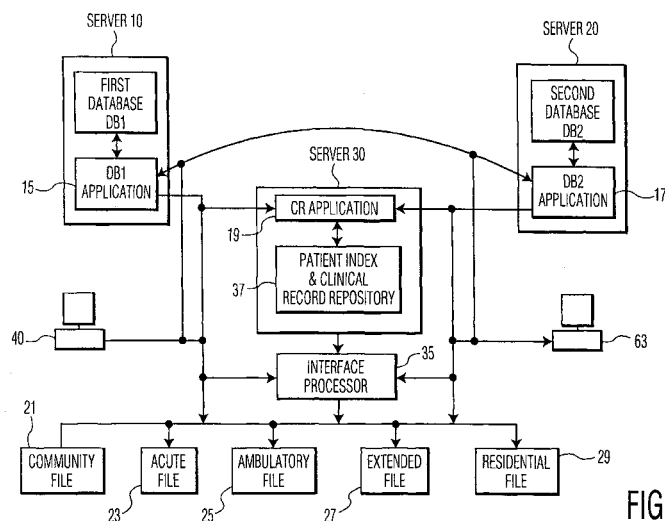 SERVER 10
SERVER 20
FIRST
DATABASE
DB1
SECOND
DATABASE
DB2
SERVER 30
15
DB1
APPLICATION
CR APPLICATION
DB2
APPLICATION
17
19
37
PATIENT INDEX
& CLINICAL
RECORD REPOSITORY
40
63
35
INTERFACE
PROCESSOR
21
COMMUNITY
FILE
ACUTE
FILE
AMBULATORY
FILE
EXTENDED
FILE
RESIDENTIAL
FILE
29
23
25
27
FIG